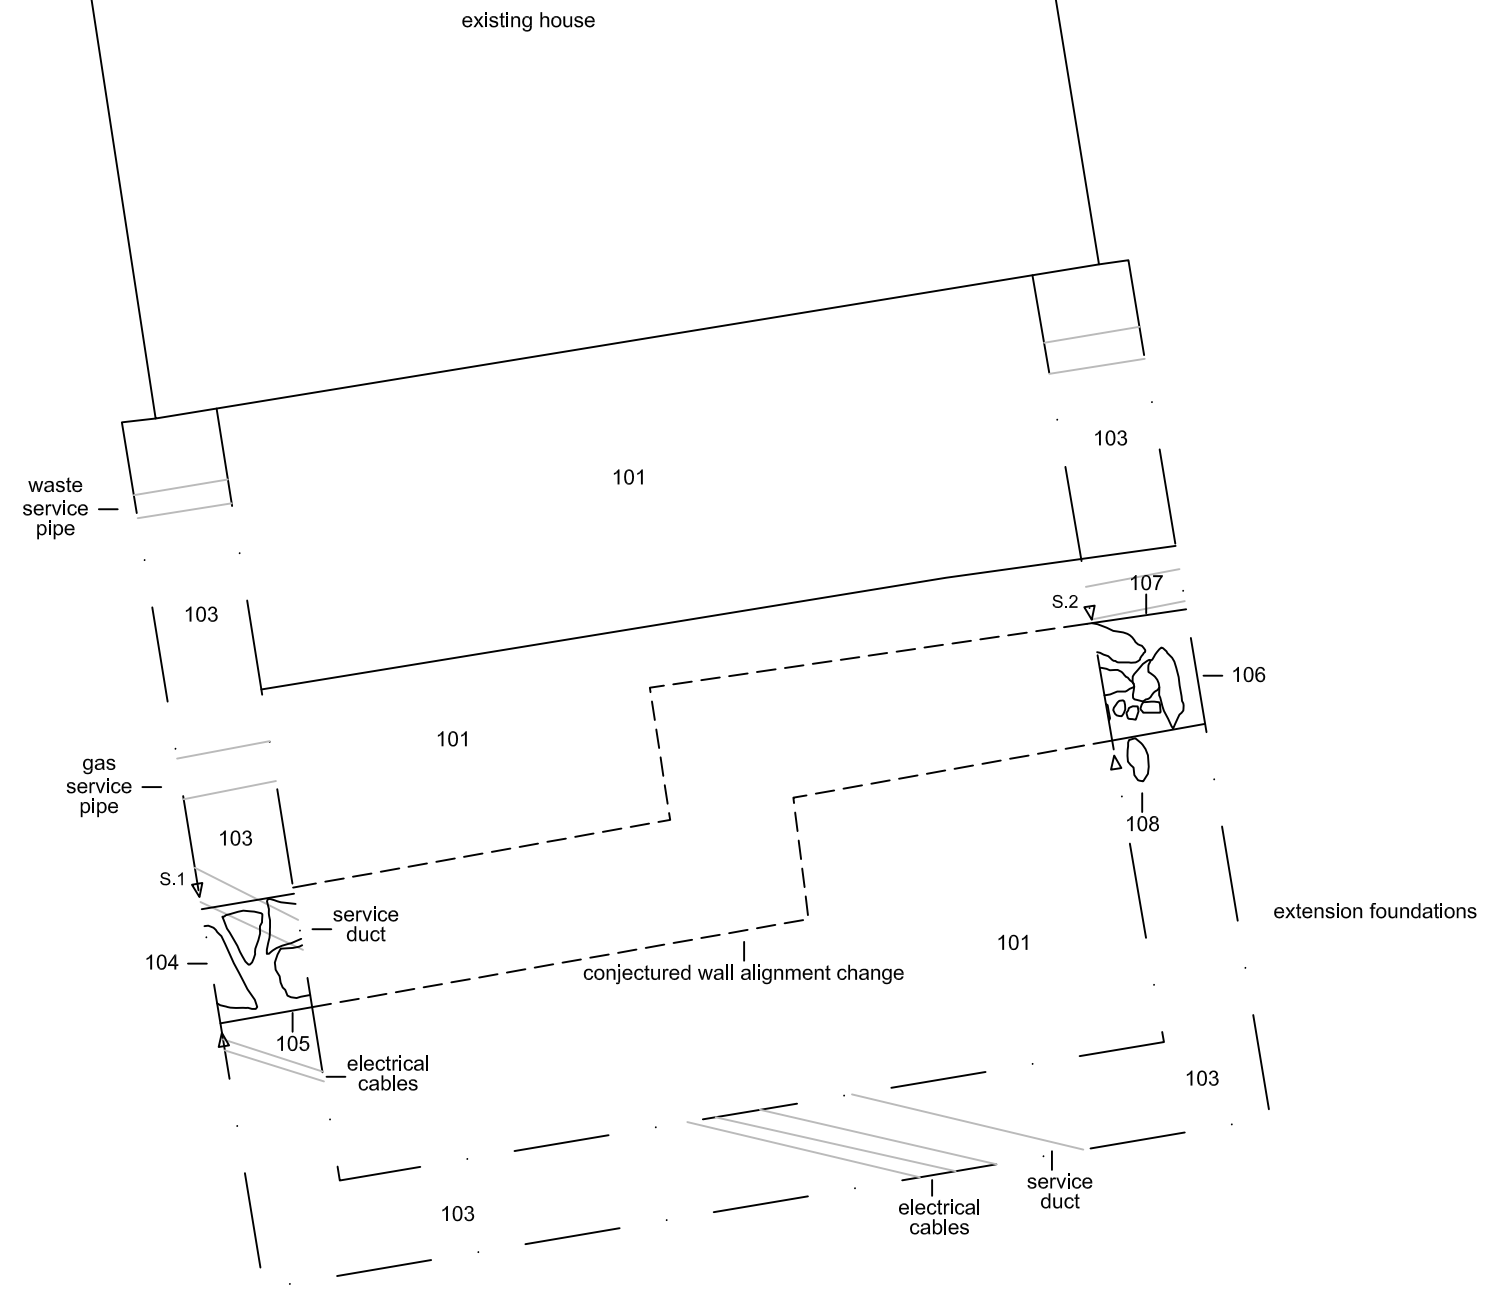 existing house
103
101
waste
service
pipe
107
S.2
103
106
101
gas
service
pipe
108
103
S.1
service
duct
extension foundations
101
104
conjectured wall alignment change
105
electrical
cables
103
service
duct
103
electrical
cables